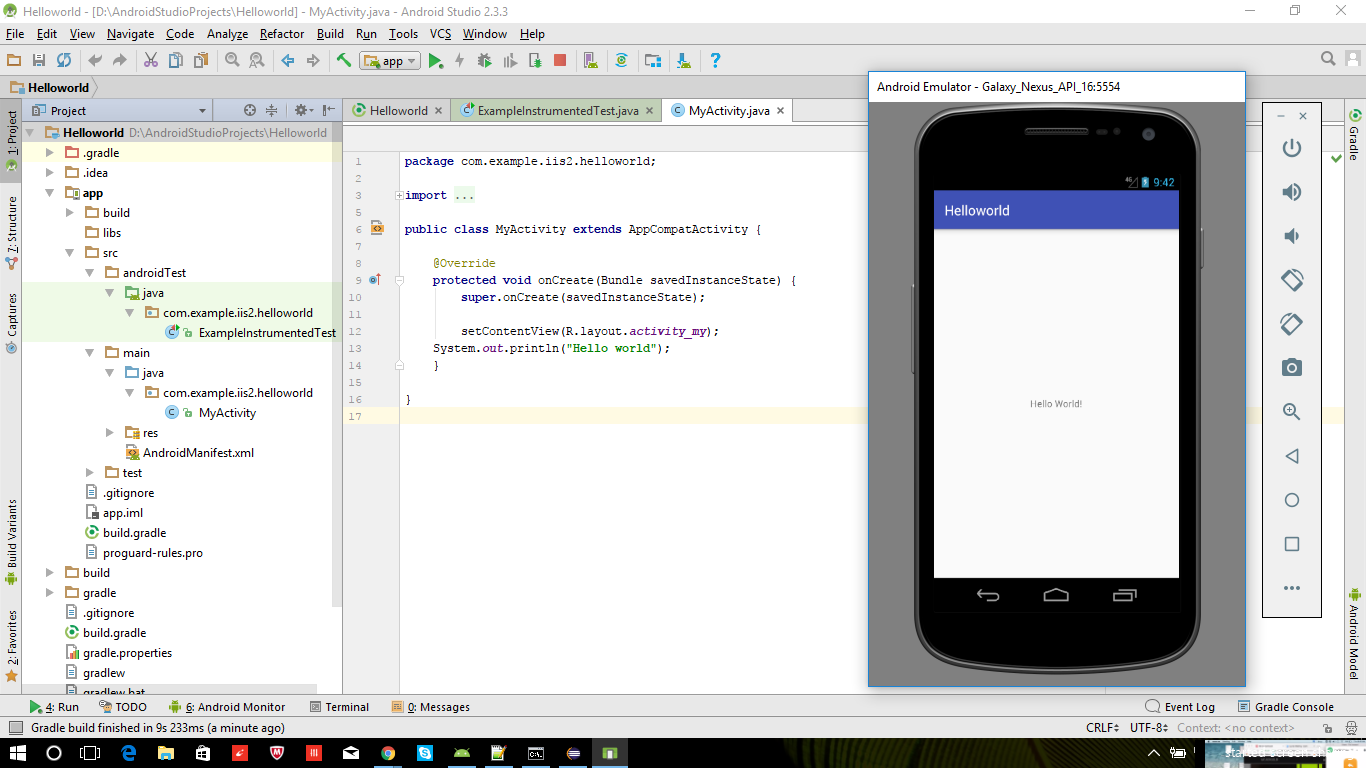 Helloworld - [D:\AndroidStudioProjects\Helloworld] - MyActivity.java - Android Studio 2.3.3
File Edit View Navigate Code Analyze Refactor Build Run Tools VCS Window Help
app
Helloworld
Project
Helloworld
ExampleInstrumentedTest.java
MyActivity.java
1: Project
7: Structure
Captures
Build Variants
2: Favorites
Helloworld D:\AndroidStudioProjects\Helloworld
.gradle
.idea
app
build
libs
src
androidTest
java
com.example.iis2.helloworld
ExampleInstrumentedTest
main
java
com.example.iis2.helloworld
MyActivity
res
AndroidManifest.xml
test
.gitignore
app.iml
build.gradle
proguard-rules.pro
build
gradle
.gitignore
build.gradle
gradle.properties
gradlew
gradlew.bat
1 package com.example.iis2.helloworld;
2
3 import ...
5
6 public class MyActivity extends AppCompatActivity {
7
8 @Override
9 protected void onCreate(Bundle savedInstanceState) {
10 super.onCreate(savedInstanceState);
11
12 setContentView(R.layout.activity_my);
13 System.out.println("Hello world");
14 }
15
16 }
17
Android Emulator - Galaxy_Nexus_API_16:5554
4G 9:42
Helloworld
Hello World!
Gradle
Android Model
4: Run TODO 6: Android Monitor Terminal 0: Messages Event Log Gradle Console
Gradle build finished in 9s 233ms (a minute ago) CRLF UTF-8 Context: <no context>